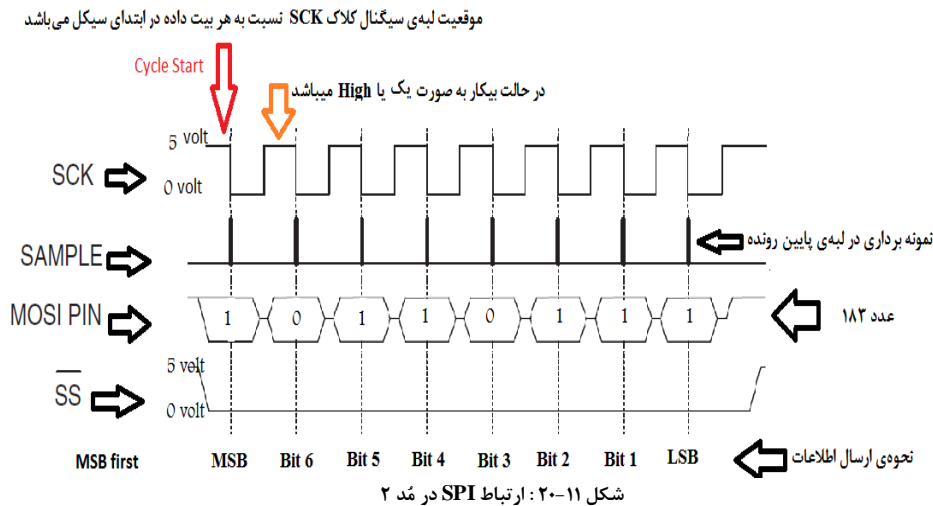 موقعیت لبه‌ی سیگنال کلاک SCK نسبت به هر بیت داده در ابتدای سیکل می‌باشد
Cycle Start
در حالت بیکار به صورت یک یا High میباشد
5 volt
SCK
0 volt
نمونه برداری در لبه‌ی پایین رونده
SAMPLE
MOSI PIN
1 0 1 1 0 1 1 1
عدد ۱۸۳
5 volt
SS
0 volt
MSB first
MSB Bit 6 Bit 5 Bit 4 Bit 3 Bit 2 Bit 1 LSB
نحوه‌ی ارسال اطلاعات
شکل ۱۱-۲۰ : ارتباط SPI در مُد ۲